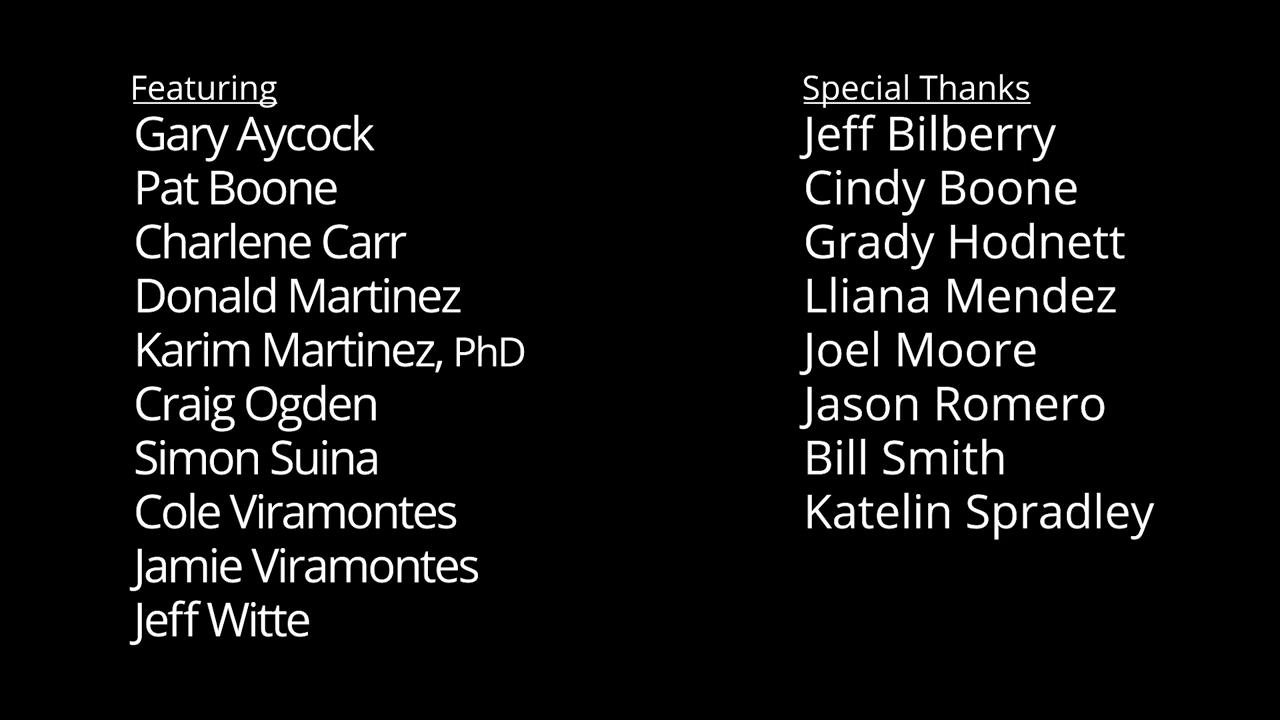 Featuring
Gary Aycock
Pat Boone
Charlene Carr
Donald Martinez
Karim Martinez, PhD
Craig Ogden
Simon Suina
Cole Viramontes
Jamie Viramontes
Jeff Witte
Special Thanks
Jeff Bilberry
Cindy Boone
Grady Hodnett
Lliana Mendez
Joel Moore
Jason Romero
Bill Smith
Katelin Spradley